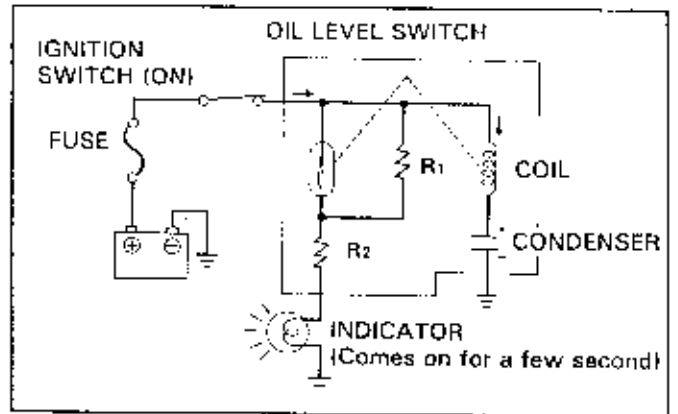 OIL LEVEL SWITCH
IGNITION
SWITCH (ON)
FUSE
R1
COIL
R2
CONDENSER
INDICATOR
(Comes on for a few second)